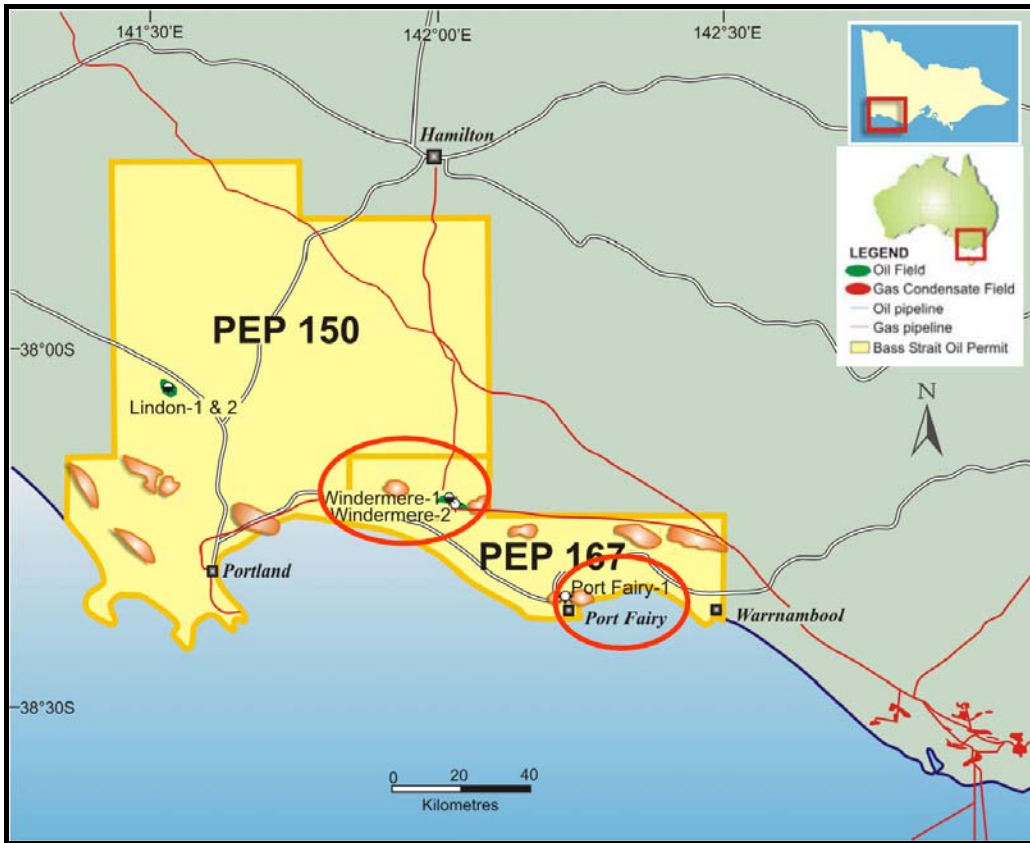 141°30'E
142°00'E
142°30'E
Hamilton
LEGEND
Oil Field
Gas Condensate Field
Oil pipeline
Gas pipeline
Bass Strait Oil Permit
PEP 150
38°00S
Lindon-1 & 2
N
Windermere-1
Windermere-2
PEP 167
Portland
Port Fairy-1
Port Fairy
Warrnambool
38°30S
0 20 40
Kilometres